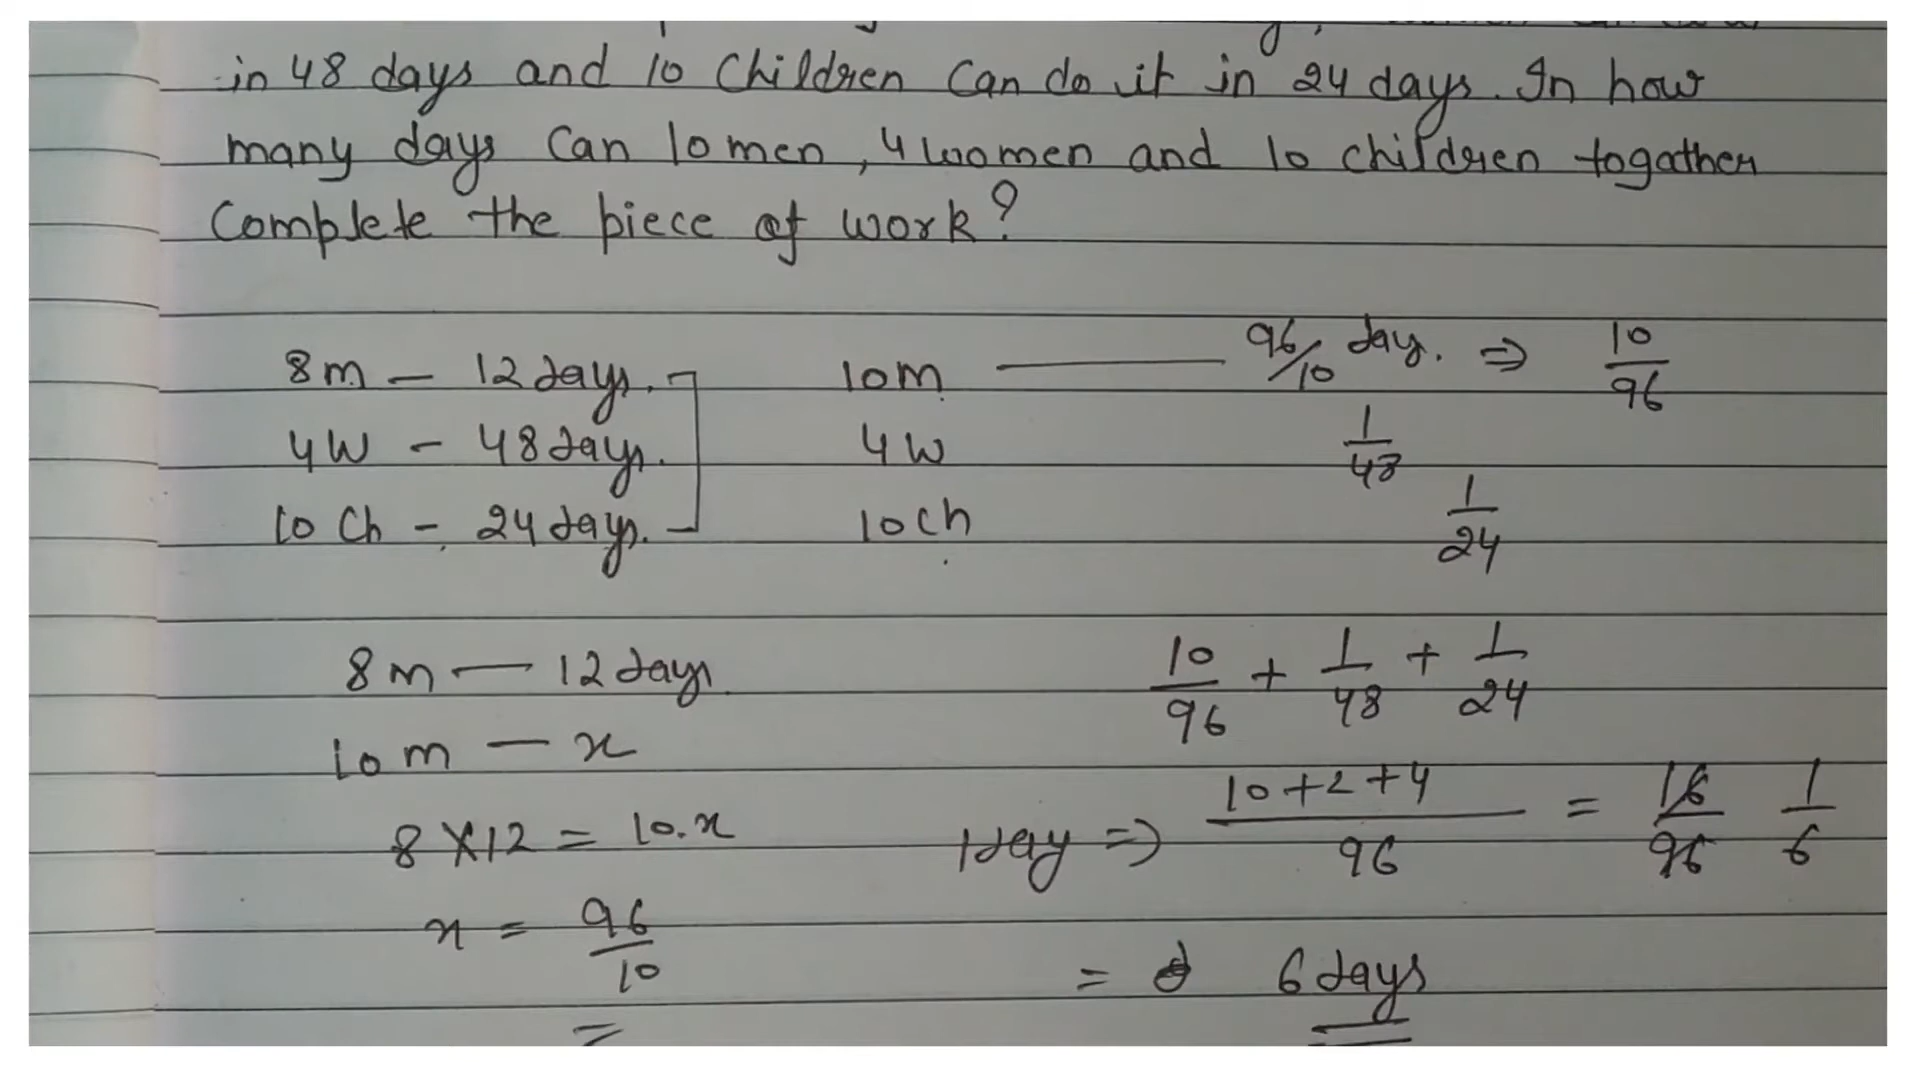 in 48 days and 10 Children Can do it in 24 days. In how
many days Can 10 men, 4 women and 10 children togather
Complete the piece of work?
8m — 12 days. 10m — 96/10 day. ⇒ 10/96
4W - 48 days. 4W 1/48
10 Ch - 24 days. 10ch 1/24
8m — 12 days
10m — x
8 × 12 = 10.x
x = 96/10
=
10/96 + 1/48 + 1/24
1day ⇒ 10+2+4/96 = 16/96 1/6
= 6 days